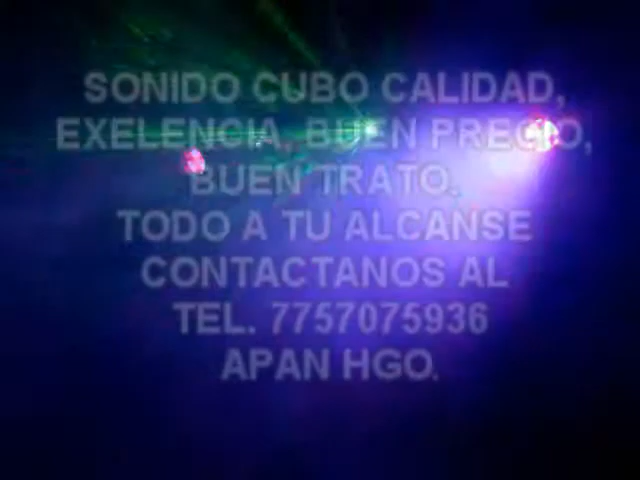 SONIDO CUBO CALIDAD,
EXELENCIA, BUEN PRECIO,
BUEN TRATO.
TODO A TU ALCANSE
CONTACTANOS AL
TEL. 7757075936
APAN HGO.